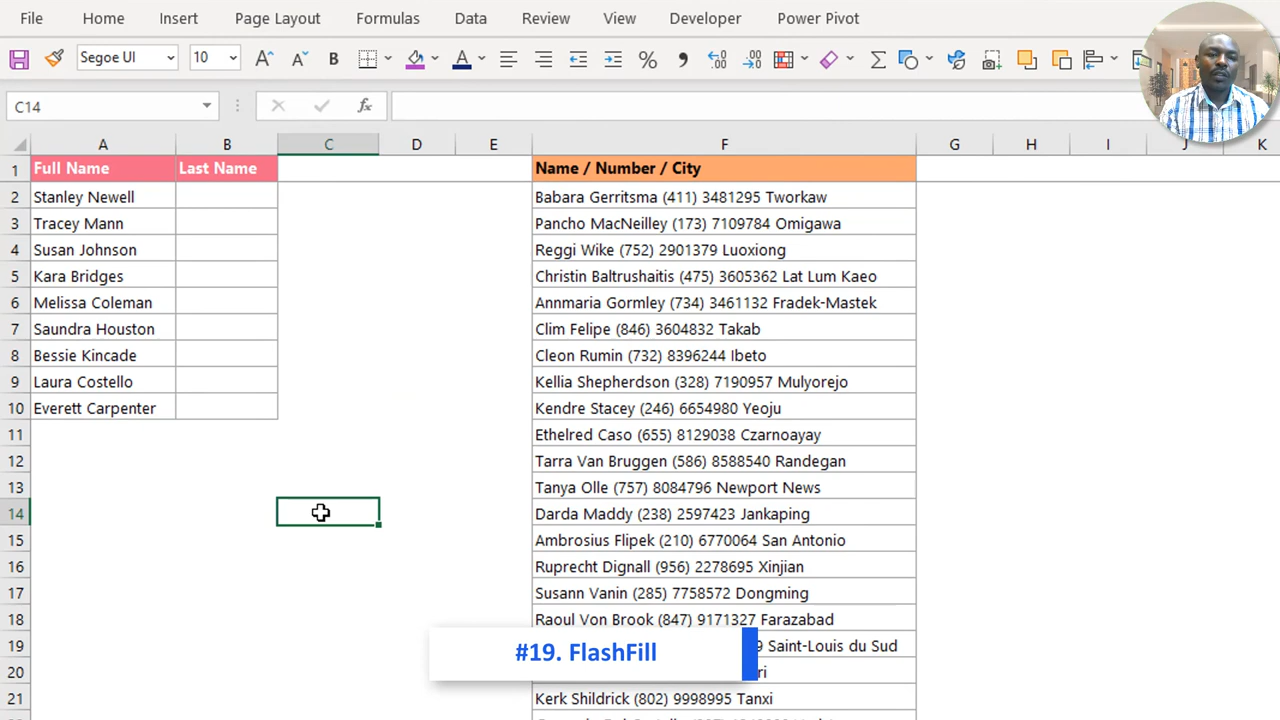 File Home Insert Page Layout Formulas Data Review View Developer Power Pivot
Segoe UI 10 B A % , Σ
C14 fx
A B C D E F G H I J K
1 Full Name Last Name Name / Number / City
2 Stanley Newell Babara Gerritsma (411) 3481295 Tworkaw
3 Tracey Mann Pancho MacNeilley (173) 7109784 Omigawa
4 Susan Johnson Reggi Wike (752) 2901379 Luoxiong
5 Kara Bridges Christin Baltrushaitis (475) 3605362 Lat Lum Kaeo
6 Melissa Coleman Annmaria Gormley (734) 3461132 Fradek-Mastek
7 Saundra Houston Clim Felipe (846) 3604832 Takab
8 Bessie Kincade Cleon Rumin (732) 8396244 Ibeto
9 Laura Costello Kellia Shepherdson (328) 7190957 Mulyorejo
10 Everett Carpenter Kendre Stacey (246) 6654980 Yeoju
11 Ethelred Caso (655) 8129038 Czarnoayay
12 Tarra Van Bruggen (586) 8588540 Randegan
13 Tanya Olle (757) 8084796 Newport News
14 Darda Maddy (238) 2597423 Jankaping
15 Ambrosius Flipek (210) 6770064 San Antonio
16 Ruprecht Dignall (956) 2278695 Xinjian
17 Susann Vanin (285) 7758572 Dongming
18 Raoul Von Brook (847) 9171327 Farazabad
19 9 Saint-Louis du Sud
#19. FlashFill
20 ri
21 Kerk Shildrick (802) 9998995 Tanxi